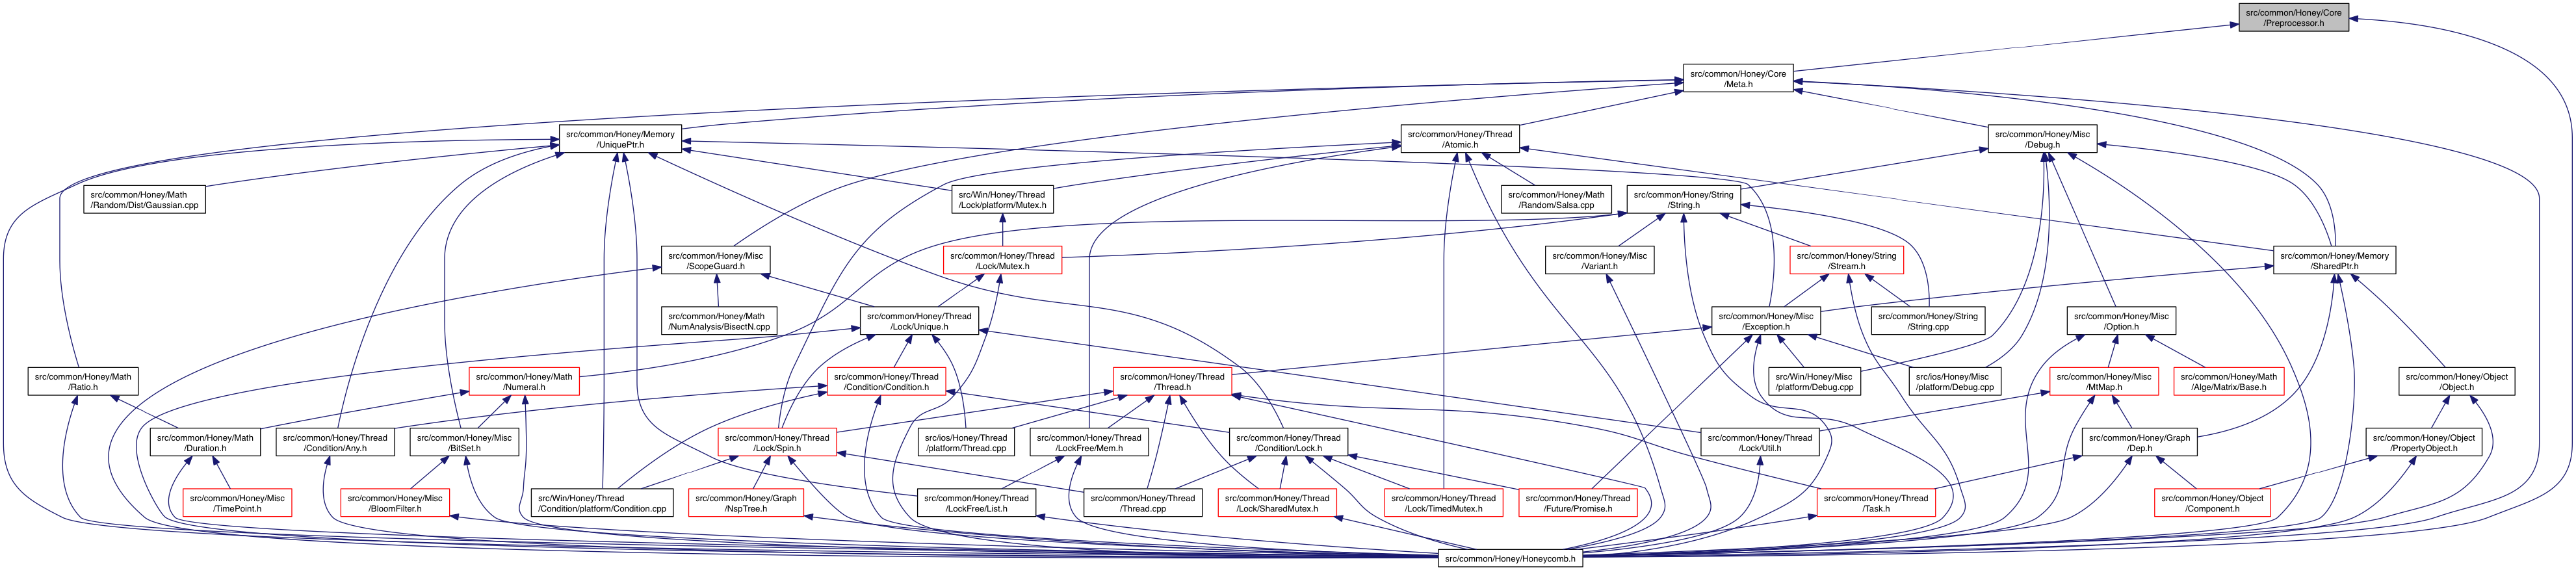 src/common/Honey/Core
/Preprocessor.h
src/common/Honey/Core
/Meta.h
src/common/Honey/Memory
/UniquePtr.h
src/common/Honey/Thread
/Atomic.h
src/common/Honey/Misc
/Debug.h
src/common/Honey/Math
/Random/Dist/Gaussian.cpp
src/Win/Honey/Thread
/Lock/platform/Mutex.h
src/common/Honey/Math
/Random/Salsa.cpp
src/common/Honey/String
/String.h
src/common/Honey/Misc
/ScopeGuard.h
src/common/Honey/Thread
/Lock/Mutex.h
src/common/Honey/Misc
/Variant.h
src/common/Honey/String
/Stream.h
src/common/Honey/Memory
/SharedPtr.h
src/common/Honey/Math
/NumAnalysis/BisectN.cpp
src/common/Honey/Thread
/Lock/Unique.h
src/common/Honey/Misc
/Exception.h
src/common/Honey/String
/String.cpp
src/common/Honey/Misc
/Option.h
src/common/Honey/Math
/Ratio.h
src/common/Honey/Math
/Numeral.h
src/common/Honey/Thread
/Condition/Condition.h
src/common/Honey/Thread
/Thread.h
src/Win/Honey/Misc
/platform/Debug.cpp
src/ios/Honey/Misc
/platform/Debug.cpp
src/common/Honey/Misc
/MtMap.h
src/common/Honey/Math
/Alge/Matrix/Base.h
src/common/Honey/Object
/Object.h
src/common/Honey/Math
/Duration.h
src/common/Honey/Thread
/Condition/Any.h
src/common/Honey/Misc
/BitSet.h
src/common/Honey/Thread
/Lock/Spin.h
src/ios/Honey/Thread
/platform/Thread.cpp
src/common/Honey/Thread
/LockFree/Mem.h
src/common/Honey/Thread
/Condition/Lock.h
src/common/Honey/Thread
/Lock/Util.h
src/common/Honey/Graph
/Dep.h
src/common/Honey/Object
/PropertyObject.h
src/common/Honey/Misc
/TimePoint.h
src/common/Honey/Misc
/BloomFilter.h
src/Win/Honey/Thread
/Condition/platform/Condition.cpp
src/common/Honey/Graph
/NspTree.h
src/common/Honey/Thread
/LockFree/List.h
src/common/Honey/Thread
/Thread.cpp
src/common/Honey/Thread
/Lock/SharedMutex.h
src/common/Honey/Thread
/Lock/TimedMutex.h
src/common/Honey/Thread
/Future/Promise.h
src/common/Honey/Thread
/Task.h
src/common/Honey/Object
/Component.h
src/common/Honey/Honeycomb.h